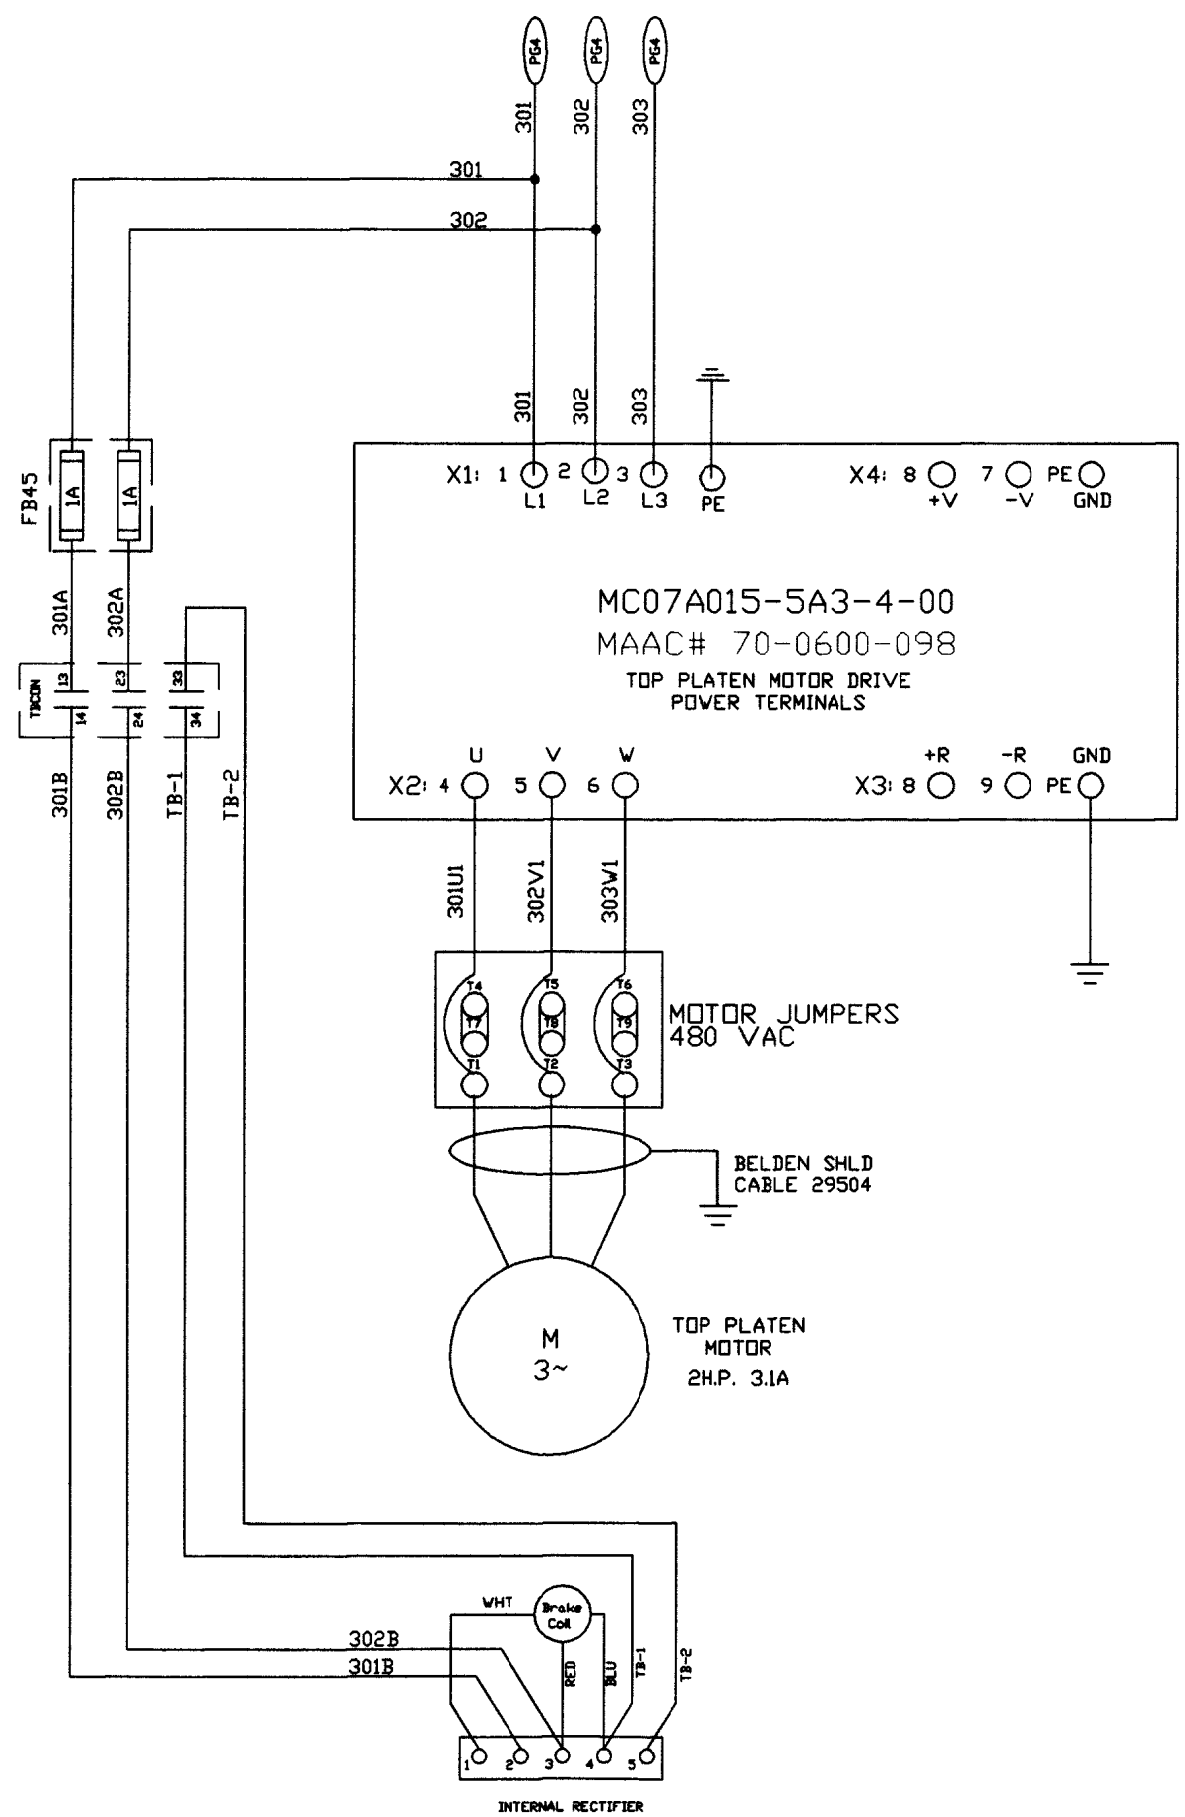 PG4 PG4 PG4
301 302 303
301
302
301 302 303
FB45
1A 1A
X1: 1 2 3
L1 L2 L3 PE
X4: 8 7 PE
+V -V GND
MC07A015-5A3-4-00
MAAC# 70-0600-098
TOP PLATEN MOTOR DRIVE
POWER TERMINALS
301A 302A
TBCON
13 23 33
14 24 34
301B 302B TB-1 TB-2
U V W
X2: 4 5 6
+R -R GND
X3: 8 9 PE
301U1 302V1 303W1
T4 T5 T6
T7 T8 T9
T1 T2 T3
MOTOR JUMPERS
480 VAC
BELDEN SHLD
CABLE 29504
M
3~
TOP PLATEN
MOTOR
2H.P. 3.1A
WHT
Brake
Coil
302B
301B
RED BLU TB-1 TB-2
1 2 3 4 5
INTERNAL RECTIFIER